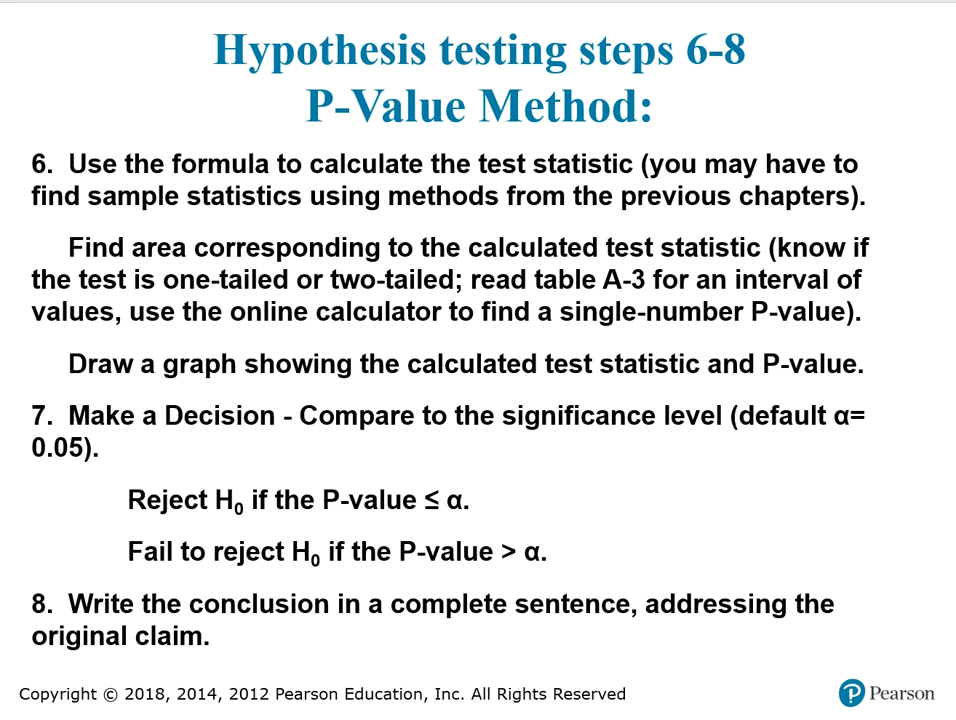 Hypothesis testing steps 6-8
P-Value Method:
6.  Use the formula to calculate the test statistic (you may have to
find sample statistics using methods from the previous chapters).
Find area corresponding to the calculated test statistic (know if
the test is one-tailed or two-tailed; read table A-3 for an interval of
values, use the online calculator to find a single-number P-value).
Draw a graph showing the calculated test statistic and P-value.
7.  Make a Decision - Compare to the significance level (default α=
0.05).
Reject H₀ if the P-value ≤ α.
Fail to reject H₀ if the P-value > α.
8.  Write the conclusion in a complete sentence, addressing the
original claim.
Copyright © 2018, 2014, 2012 Pearson Education, Inc. All Rights Reserved
P Pearson